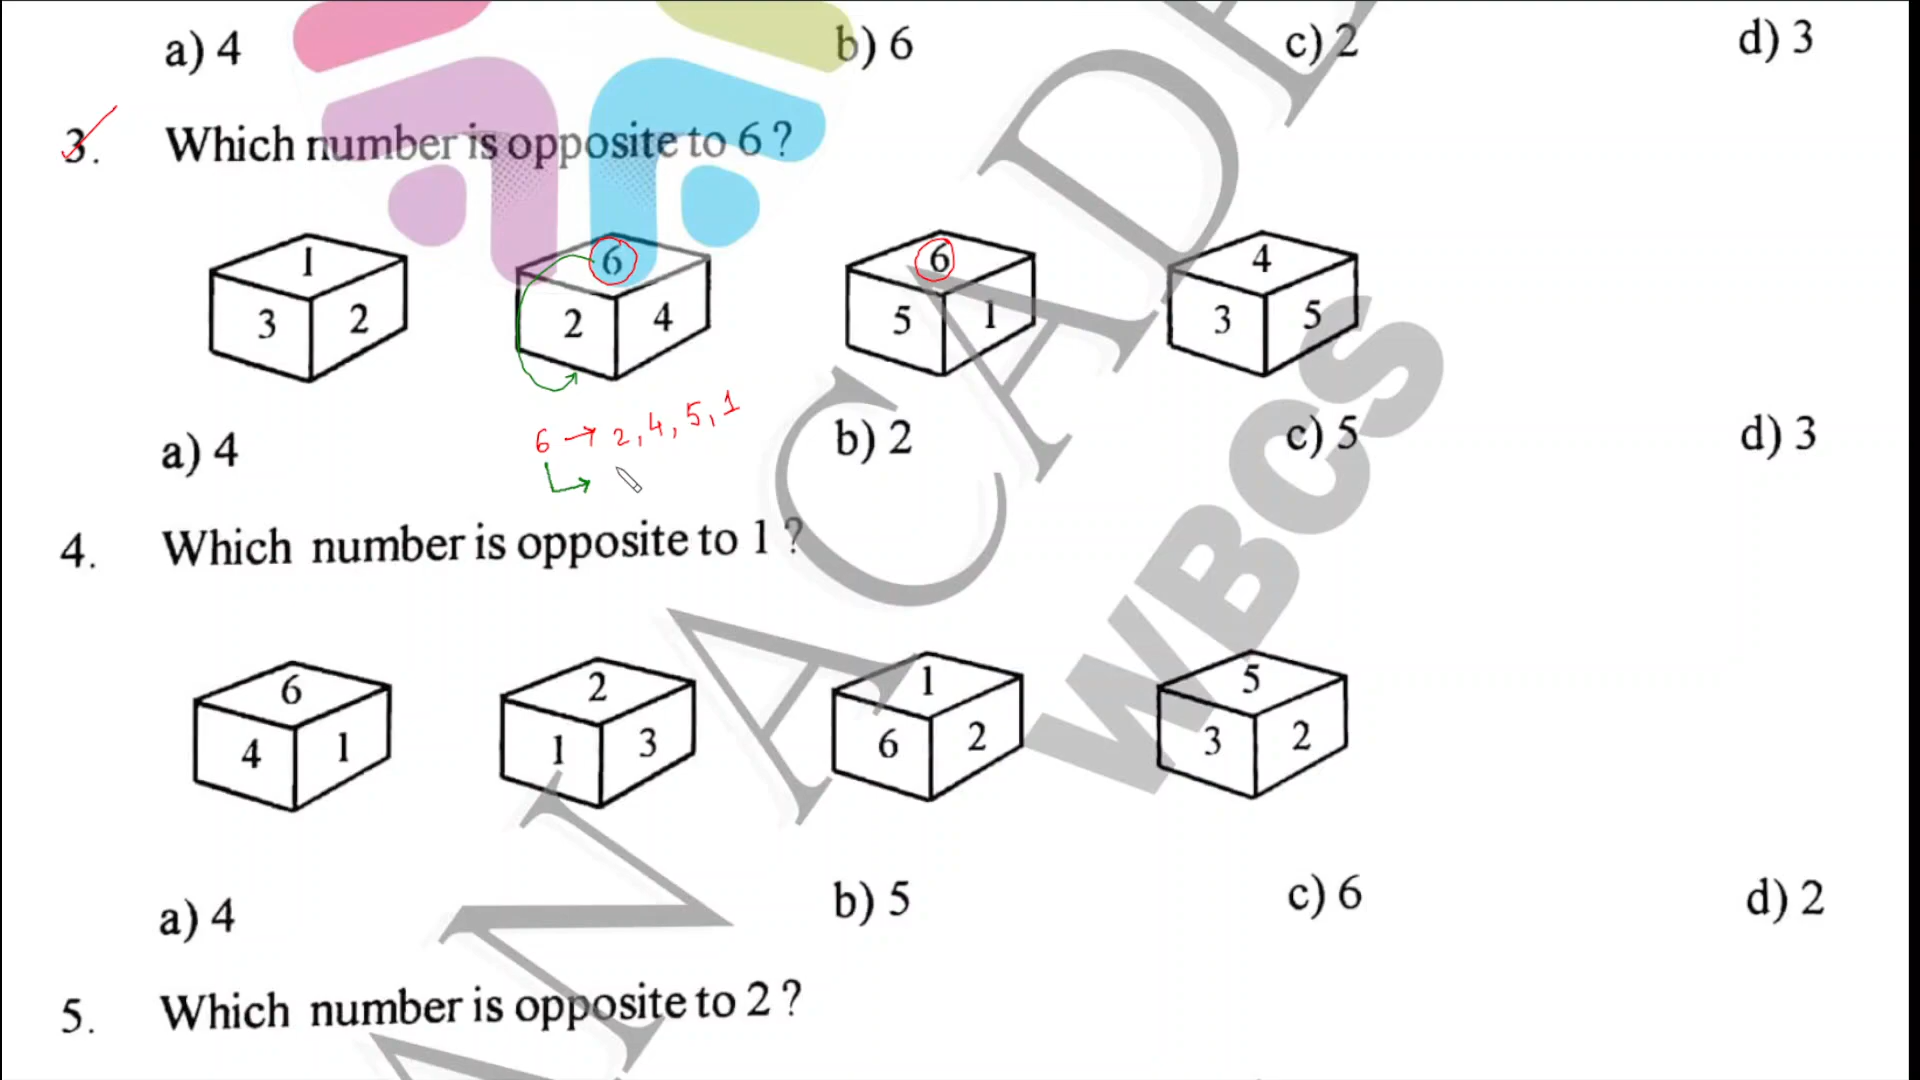 a) 4 b) 6 c) 2 d) 3
3. Which number is opposite to 6 ?
1 3 2 6 2 4 6 5 1 4 3 5
6 → 2, 4, 5, 1
a) 4 b) 2 c) 5 d) 3
4. Which number is opposite to 1 ?
6 4 1 2 1 3 1 6 2 5 3 2
a) 4 b) 5 c) 6 d) 2
5. Which number is opposite to 2 ?
WBCS